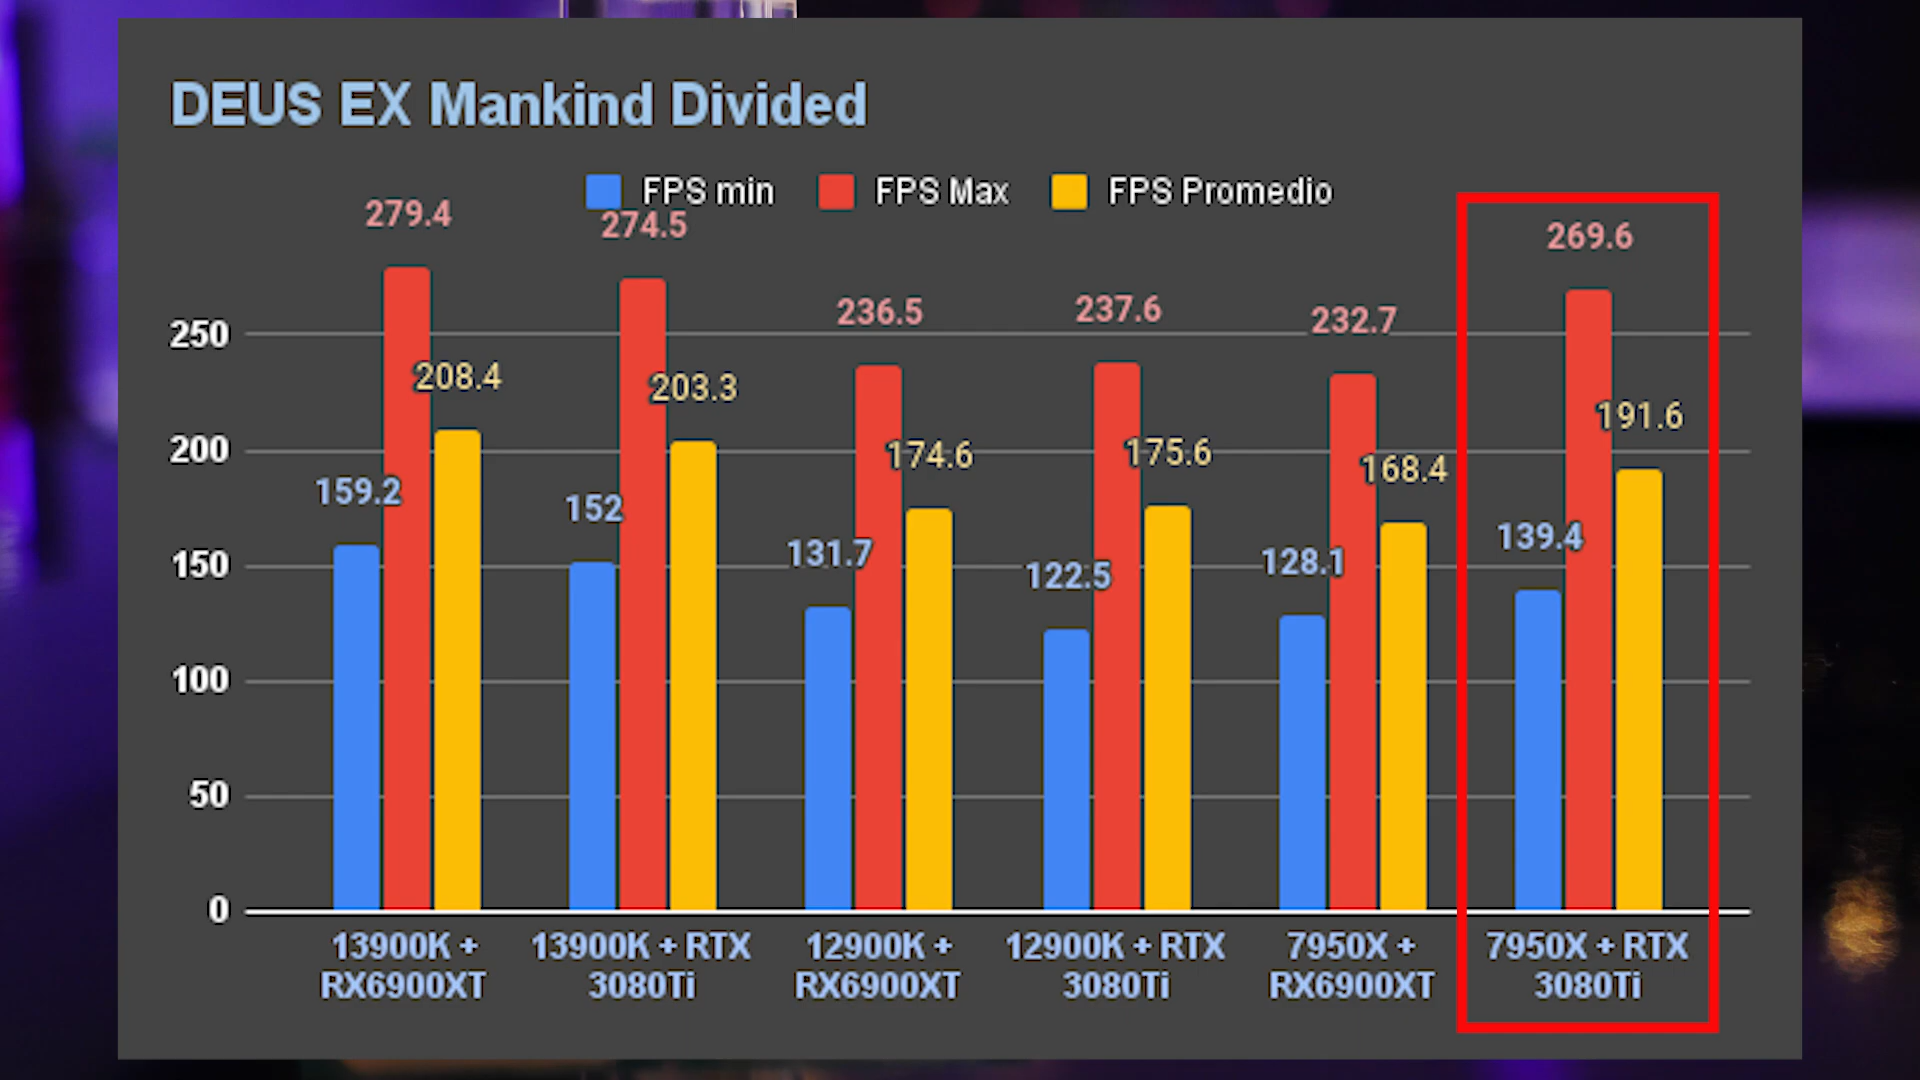 DEUS EX Mankind Divided
FPS min
FPS Max
FPS Promedio
279.4
274.5
269.6
236.5
237.6
232.7
250
208.4
203.3
191.6
200
174.6
175.6
168.4
159.2
152
139.4
131.7
128.1
122.5
150
100
50
0
13900K +
RX6900XT
13900K + RTX
3080Ti
12900K +
RX6900XT
12900K + RTX
3080Ti
7950X +
RX6900XT
7950X + RTX
3080Ti